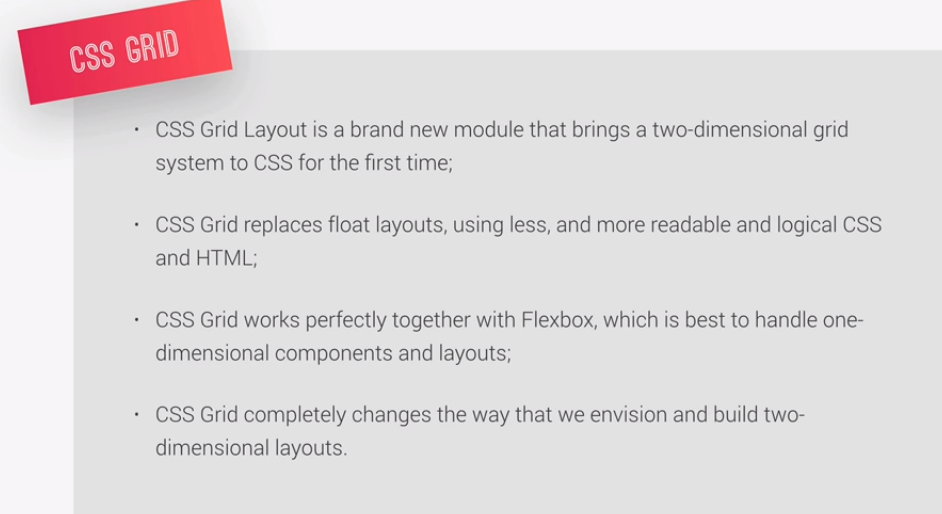 CSS GRID
• CSS Grid Layout is a brand new module that brings a two-dimensional grid
system to CSS for the first time;
• CSS Grid replaces float layouts, using less, and more readable and logical CSS
and HTML;
• CSS Grid works perfectly together with Flexbox, which is best to handle one-
dimensional components and layouts;
• CSS Grid completely changes the way that we envision and build two-
dimensional layouts.